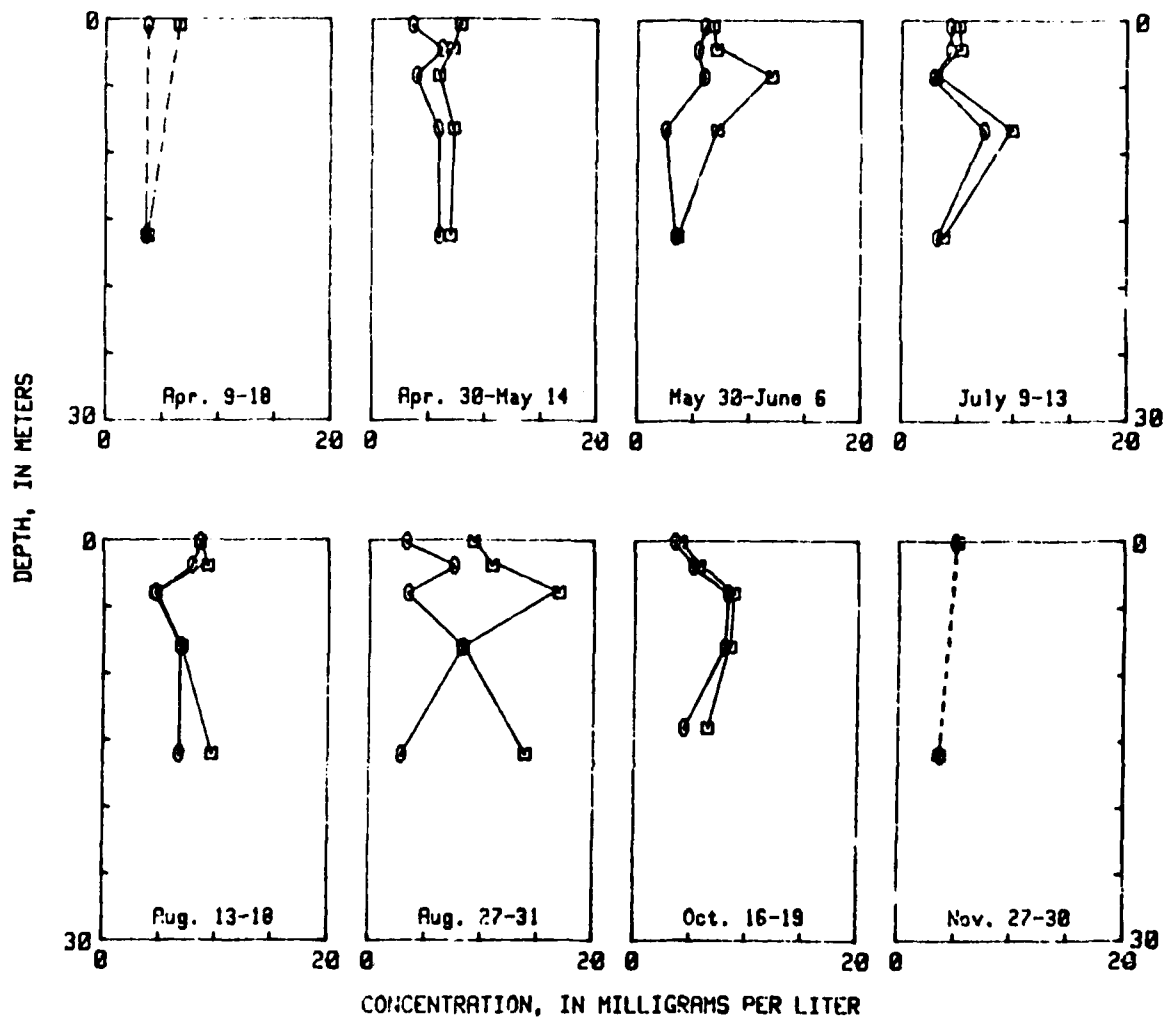 DEPTH, IN METERS
0 0
Apr. 9-18 Apr. 30-May 14 May 30-June 6 July 9-13
30 30
0 20 0 20 0 20 0 20
0 0
Aug. 13-18 Aug. 27-31 Oct. 16-19 Nov. 27-30
30 30
0 20 0 20 0 20 0 20
CONCENTRATION, IN MILLIGRAMS PER LITER